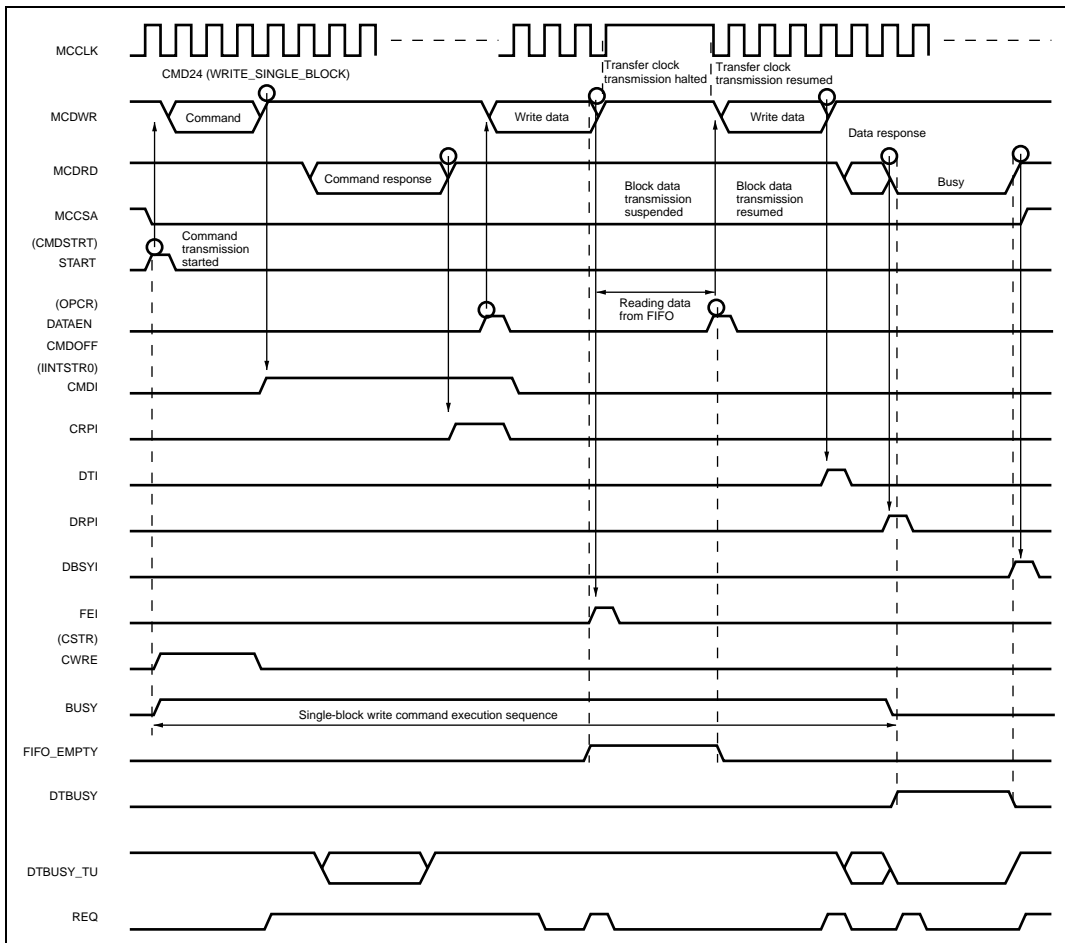 MCCLK
Transfer clock
transmission halted
Transfer clock
transmission resumed
CMD24 (WRITE_SINGLE_BLOCK)
MCDWR
Command
Write data
Write data
Data response
MCDRD
Command response
Busy
Block data
transmission
suspended
Block data
transmission
resumed
MCCSA
(CMDSTRT)
START
Command
transmission
started
(OPCR)
DATAEN
Reading data
from FIFO
CMDOFF
(IINTSTR0)
CMDI
CRPI
DTI
DRPI
DBSYI
FEI
(CSTR)
CWRE
BUSY
Single-block write command execution sequence
FIFO_EMPTY
DTBUSY
DTBUSY_TU
REQ